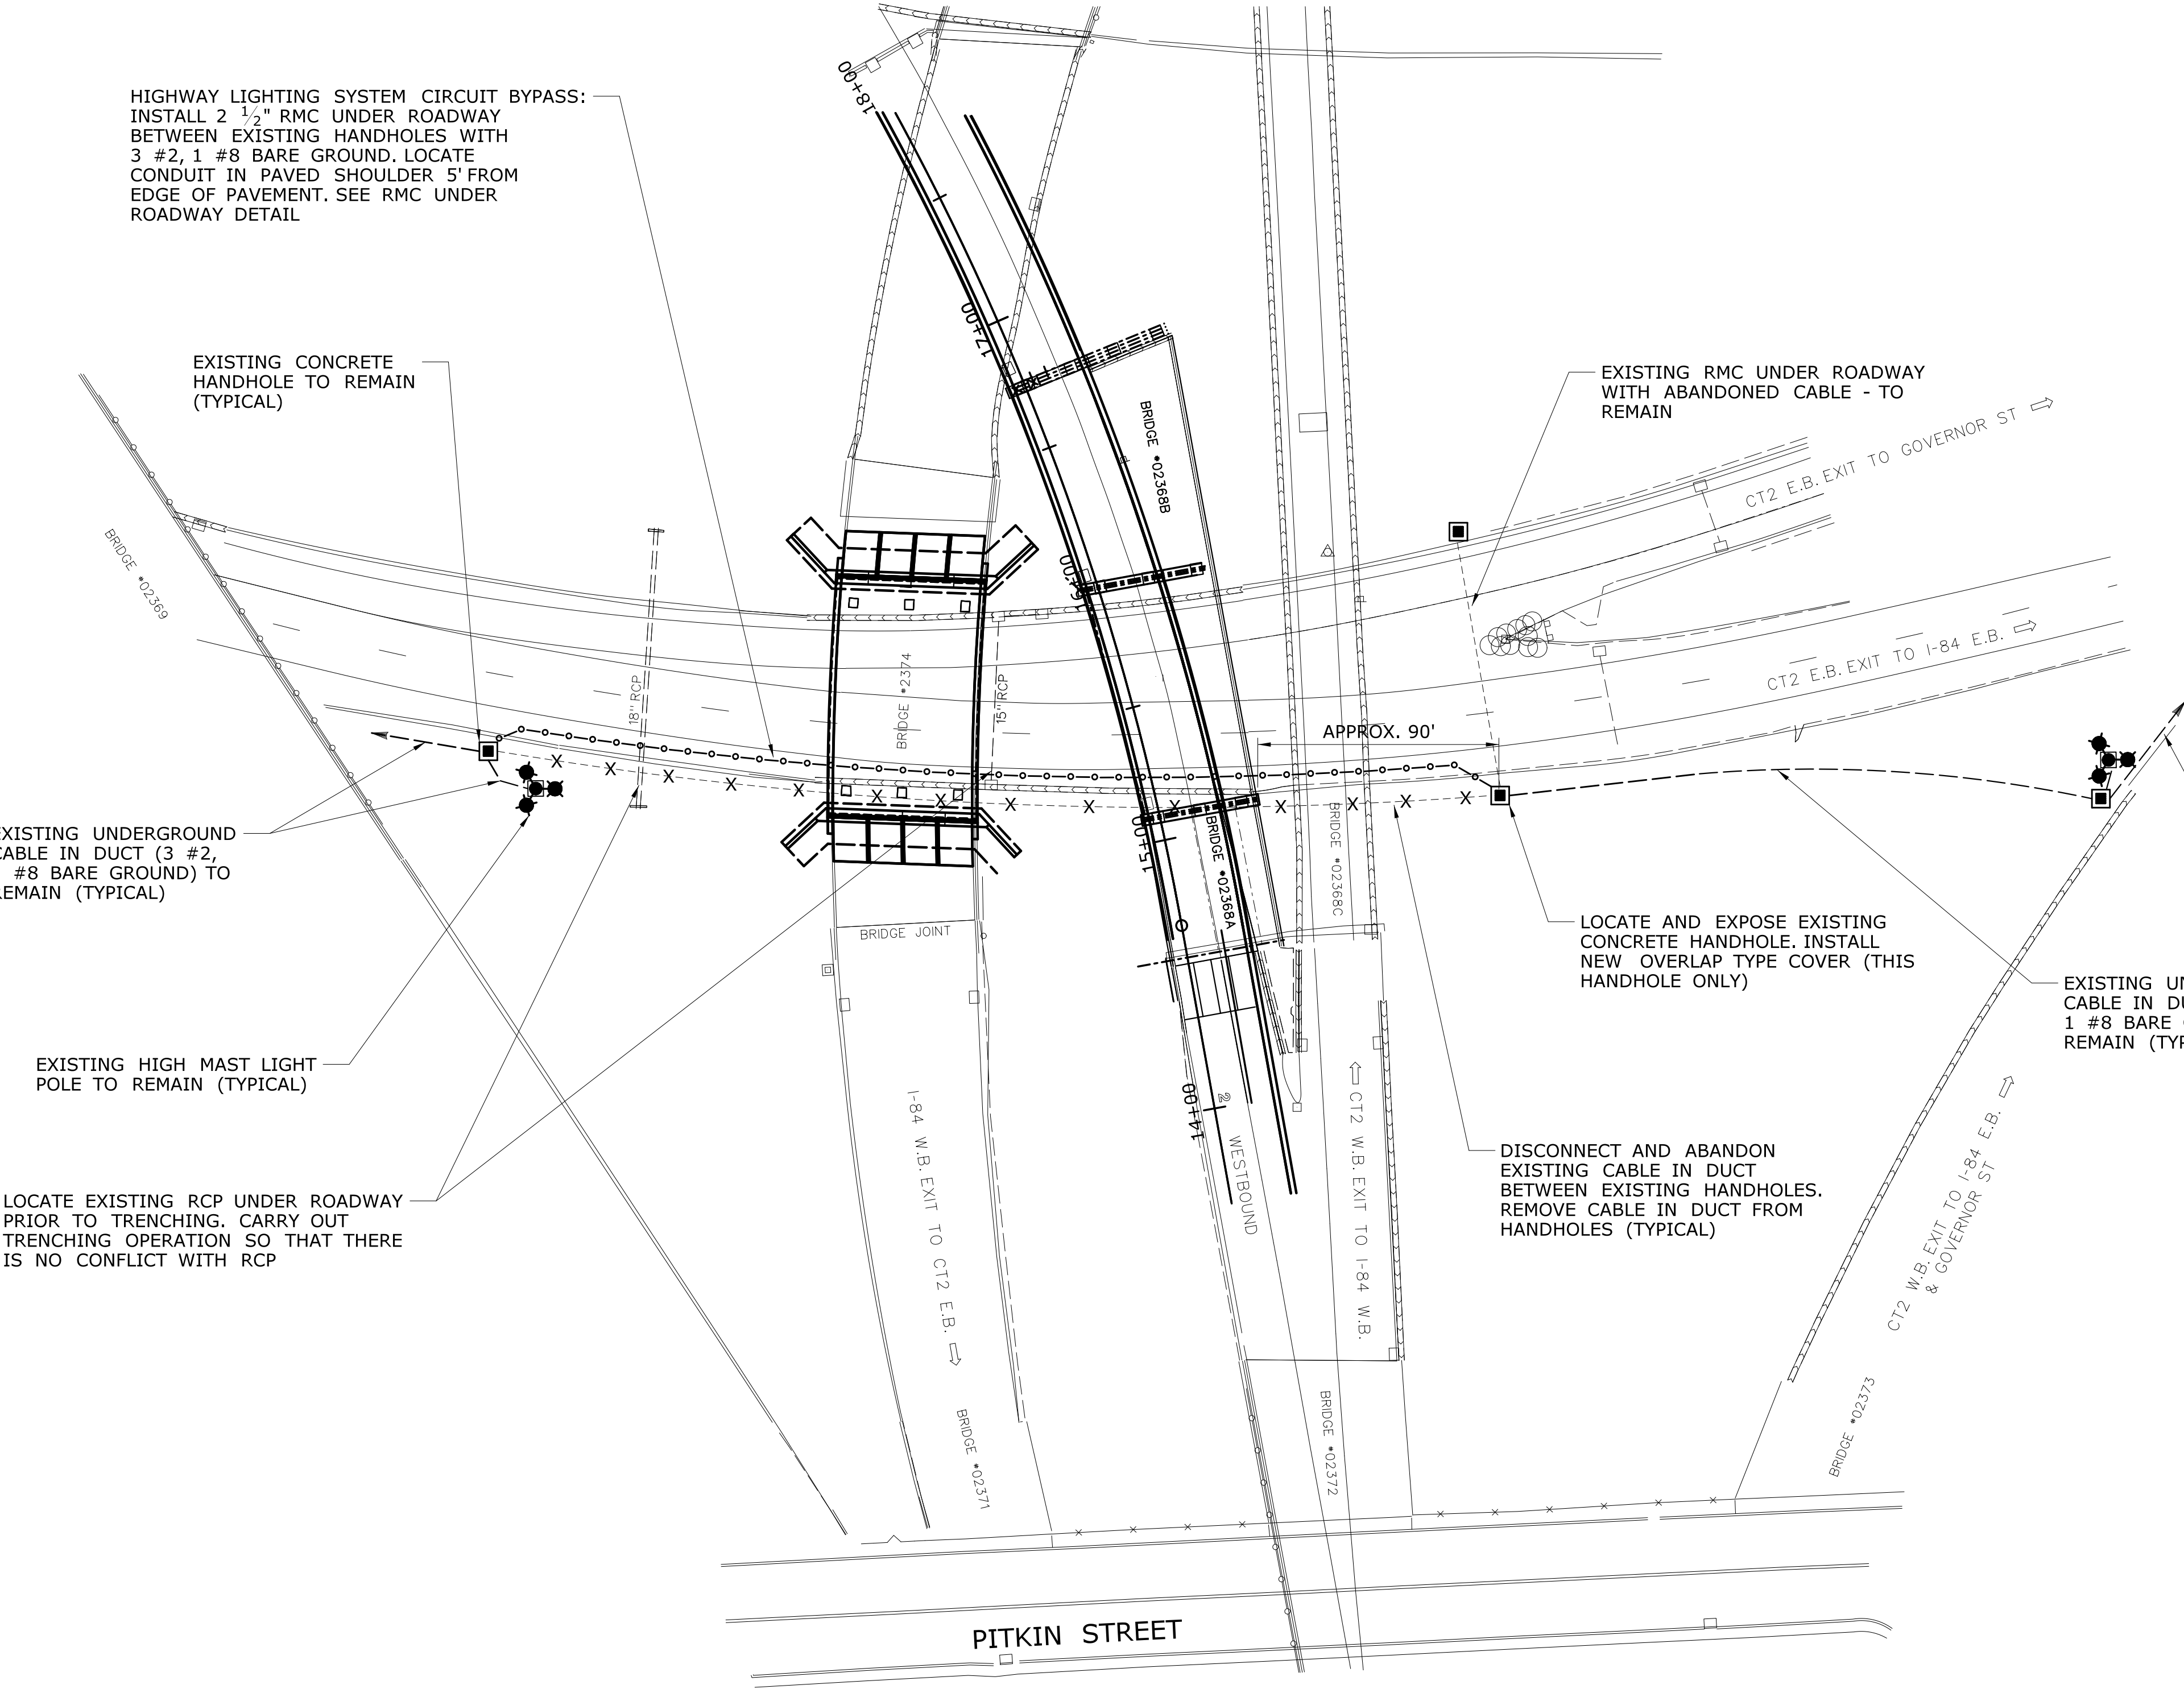 HIGHWAY LIGHTING SYSTEM CIRCUIT BYPASS:
INSTALL 2 1/2" RMC UNDER ROADWAY
BETWEEN EXISTING HANDHOLES WITH
3 #2, 1 #8 BARE GROUND. LOCATE
CONDUIT IN PAVED SHOULDER 5' FROM
EDGE OF PAVEMENT. SEE RMC UNDER
ROADWAY DETAIL
18+00
17+00
EXISTING CONCRETE
HANDHOLE TO REMAIN
(TYPICAL)
EXISTING RMC UNDER ROADWAY
WITH ABANDONED CABLE - TO
REMAIN
CT2 E.B. EXIT TO GOVERNOR ST
BRIDGE *02368B
BRIDGE *02369
16+00
18" RCP
BRIDGE *2374
15" RCP
CT2 E.B. EXIT TO I-84 E.B.
APPROX. 90'
X X X X X X X X X X X X X X
EXISTING UNDERGROUND
CABLE IN DUCT (3 #2,
#8 BARE GROUND) TO
REMAIN (TYPICAL)
15+00
BRIDGE *02368A
BRIDGE *02368C
BRIDGE JOINT
LOCATE AND EXPOSE EXISTING
CONCRETE HANDHOLE. INSTALL
NEW OVERLAP TYPE COVER (THIS
HANDHOLE ONLY)
EXISTING
CABLE IN
1 #8 BARE
REMAIN
EXISTING HIGH MAST LIGHT
POLE TO REMAIN (TYPICAL)
14+00
2
WESTBOUND
I-84 W.B. EXIT TO CT2 E.B.
CT2 W.B. EXIT TO I-84 W.B.
DISCONNECT AND ABANDON
EXISTING CABLE IN DUCT
BETWEEN EXISTING HANDHOLES.
REMOVE CABLE IN DUCT FROM
HANDHOLES (TYPICAL)
CT2 W.B. EXIT TO I-84 E.B.
& GOVERNOR ST
LOCATE EXISTING RCP UNDER ROADWAY
PRIOR TO TRENCHING. CARRY OUT
TRENCHING OPERATION SO THAT THERE
IS NO CONFLICT WITH RCP
BRIDGE *02371
BRIDGE *02372
BRIDGE *02373
PITKIN STREET